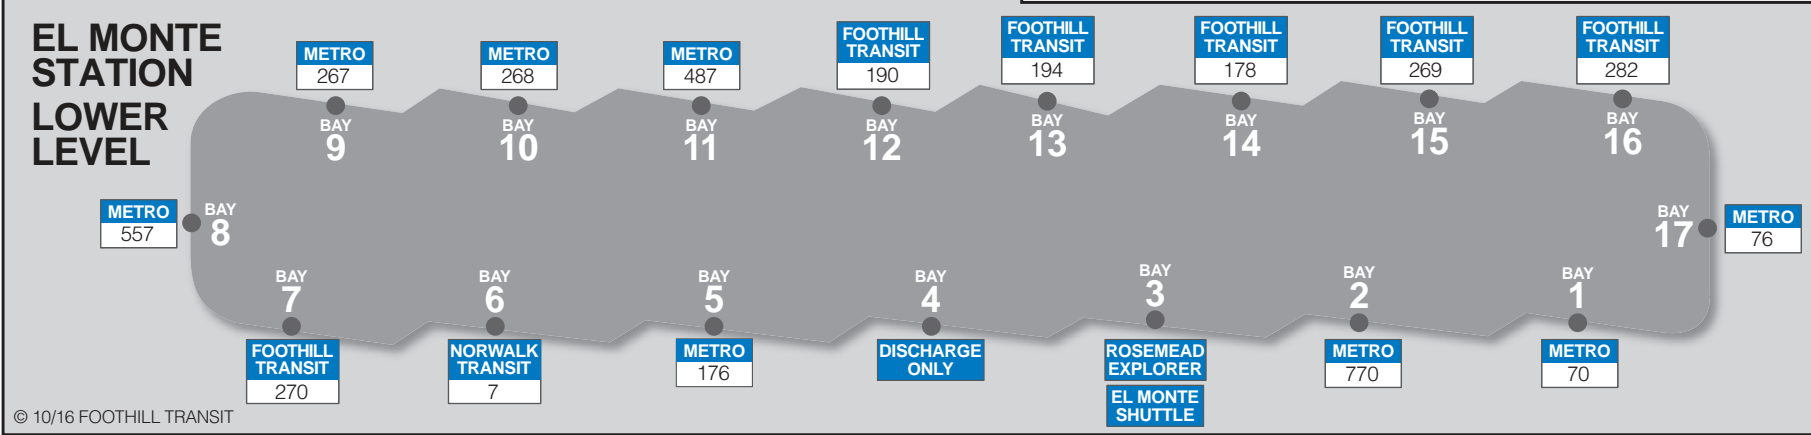 EL MONTE
STATION
LOWER
LEVEL
METRO
267
BAY
9
METRO
268
BAY
10
METRO
487
BAY
11
FOOTHILL
TRANSIT
190
BAY
12
FOOTHILL
TRANSIT
194
BAY
13
FOOTHILL
TRANSIT
178
BAY
14
FOOTHILL
TRANSIT
269
BAY
15
FOOTHILL
TRANSIT
282
BAY
16
METRO
557
BAY
8
BAY
17
METRO
76
BAY
7
FOOTHILL
TRANSIT
270
BAY
6
NORWALK
TRANSIT
7
BAY
5
METRO
176
BAY
4
DISCHARGE
ONLY
BAY
3
ROSEMEAD
EXPLORER
EL MONTE
SHUTTLE
BAY
2
METRO
770
BAY
1
METRO
70
© 10/16 FOOTHILL TRANSIT